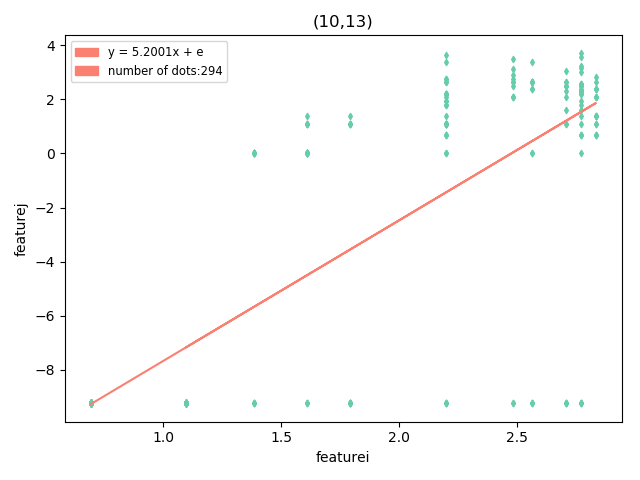 (10,13)
y = 5.2001x + e
number of dots:294
4
2
0
−2
−4
−6
−8
featurej
1.0 1.5 2.0 2.5
featurei